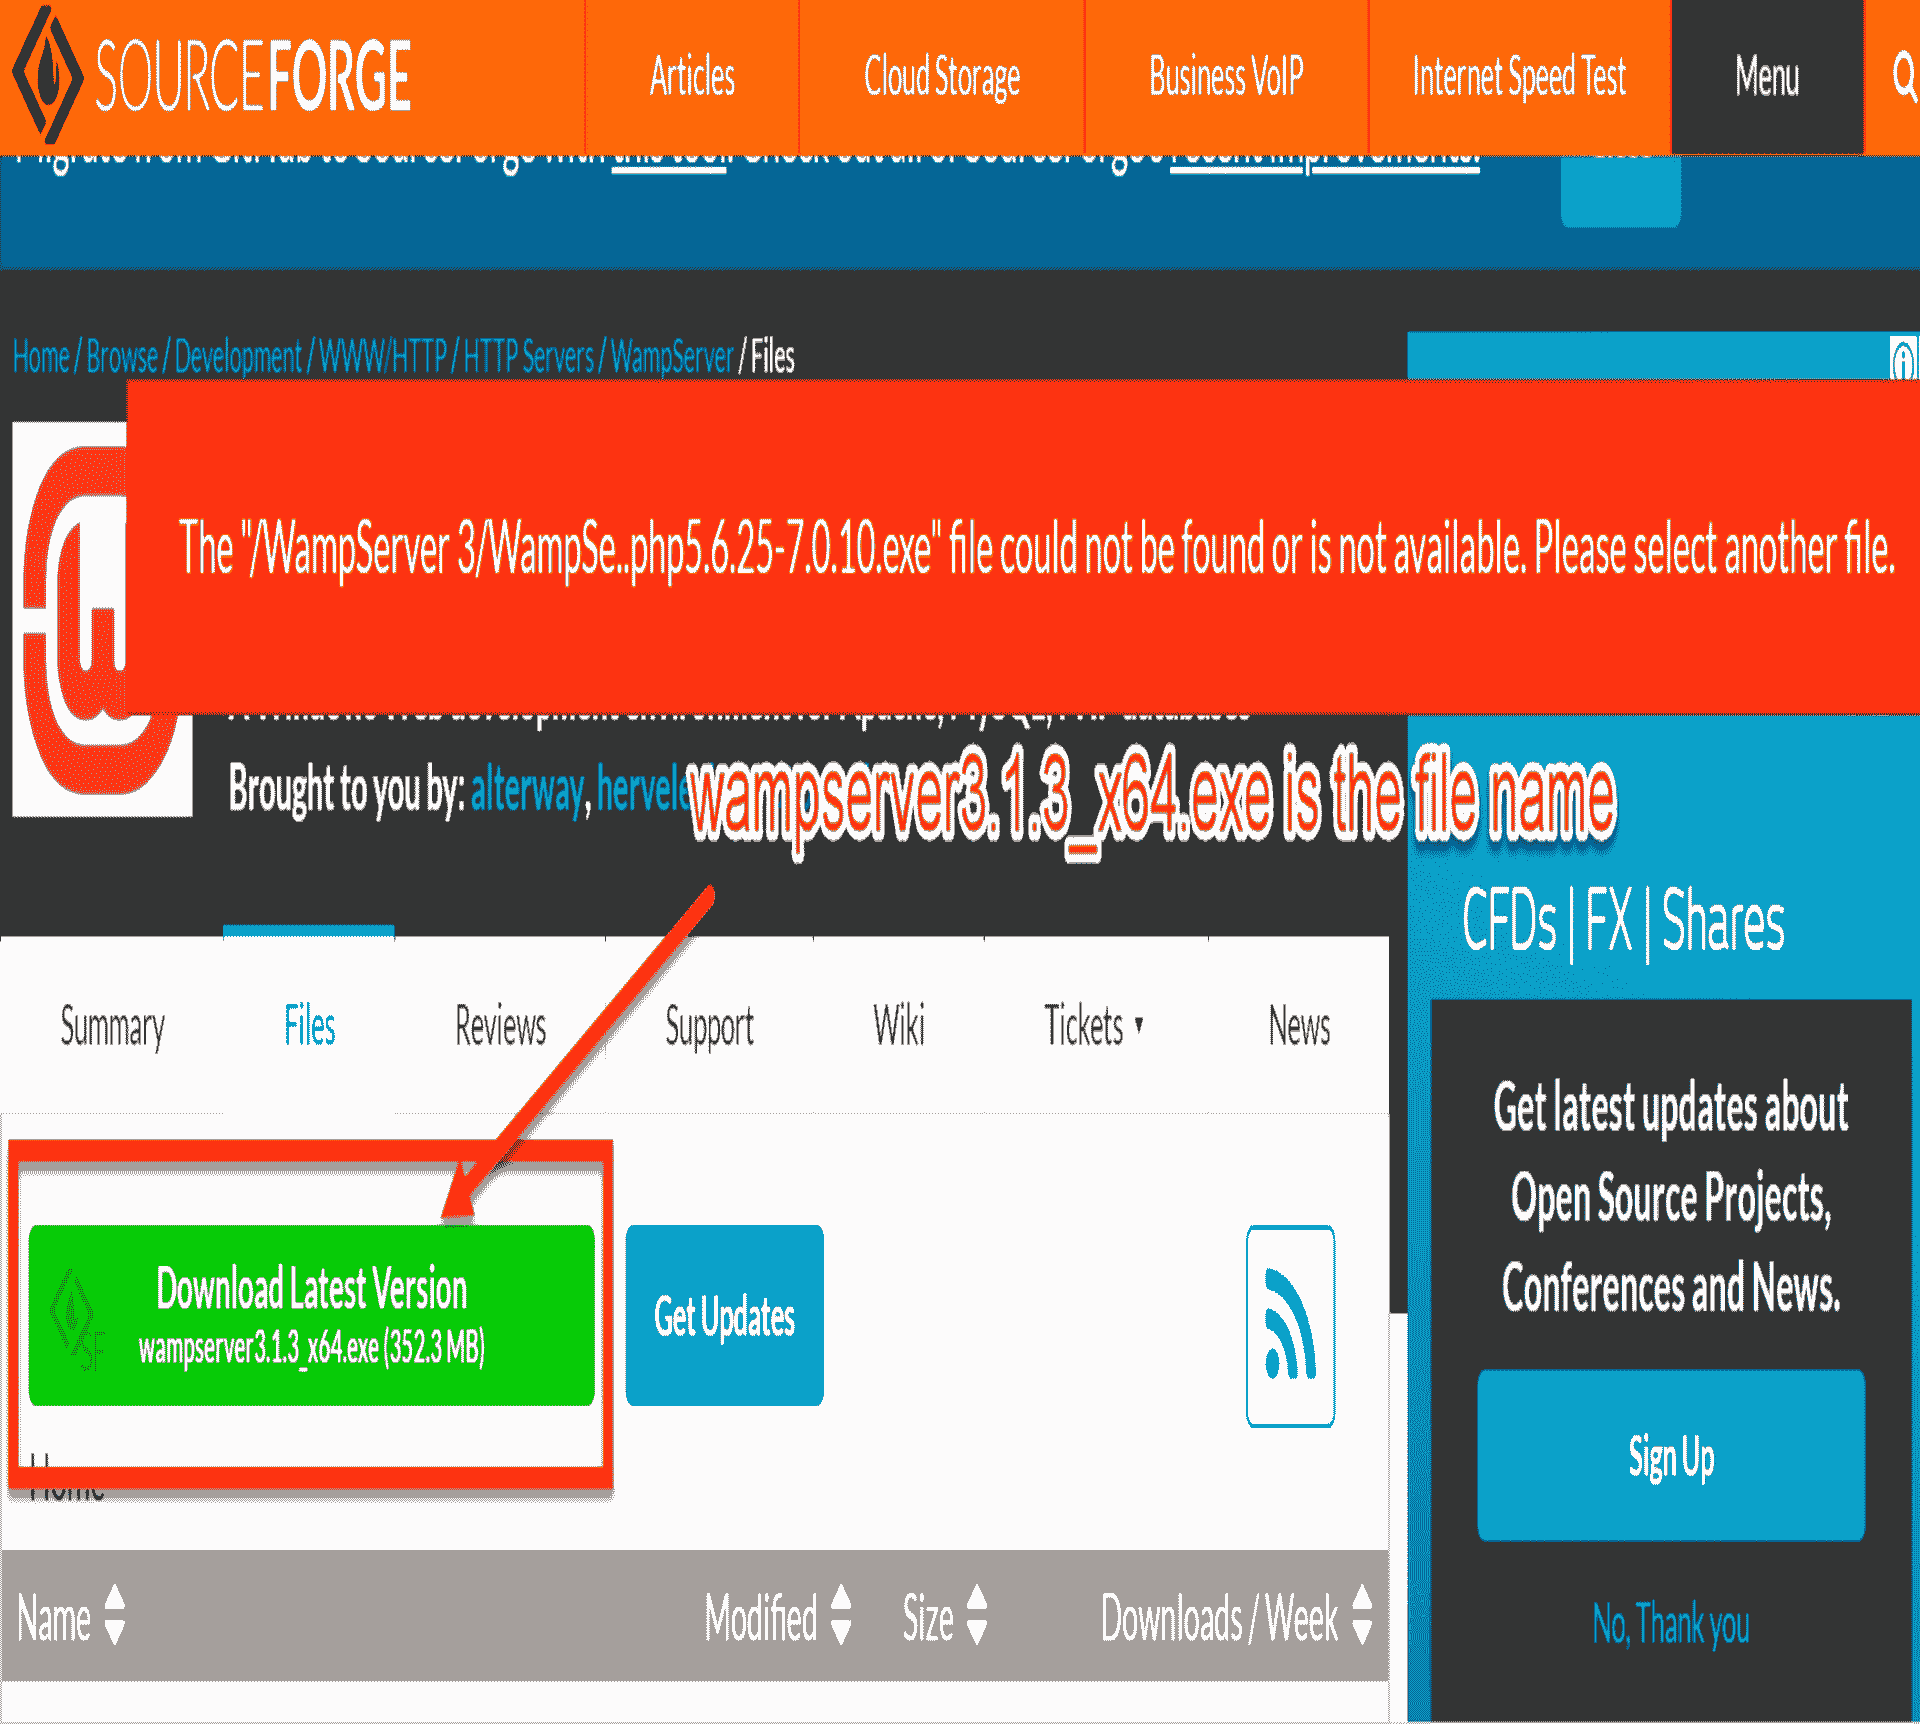 SOURCEFORGE
Articles
Cloud Storage
Business VoIP
Internet Speed Test
Menu
Home / Browse / Development / WWW/HTTP / HTTP Servers / WampServer / Files
The "/WampServer 3/WampSe..php5.6.25-7.0.10.exe" file could not be found or is not available. Please select another file.
Brought to you by: alterway,
wampserver3.1.3_x64.exe is the file name
CFDs | FX | Shares
Summary
Files
Reviews
Support
Wiki
Tickets
News
Get latest updates about
Open Source Projects,
Conferences and News.
Download Latest Version
wampserver3.1.3_x64.exe (352.3 MB)
Get Updates
Sign Up
Home
No, Thank you
Name
Modified
Size
Downloads / Week